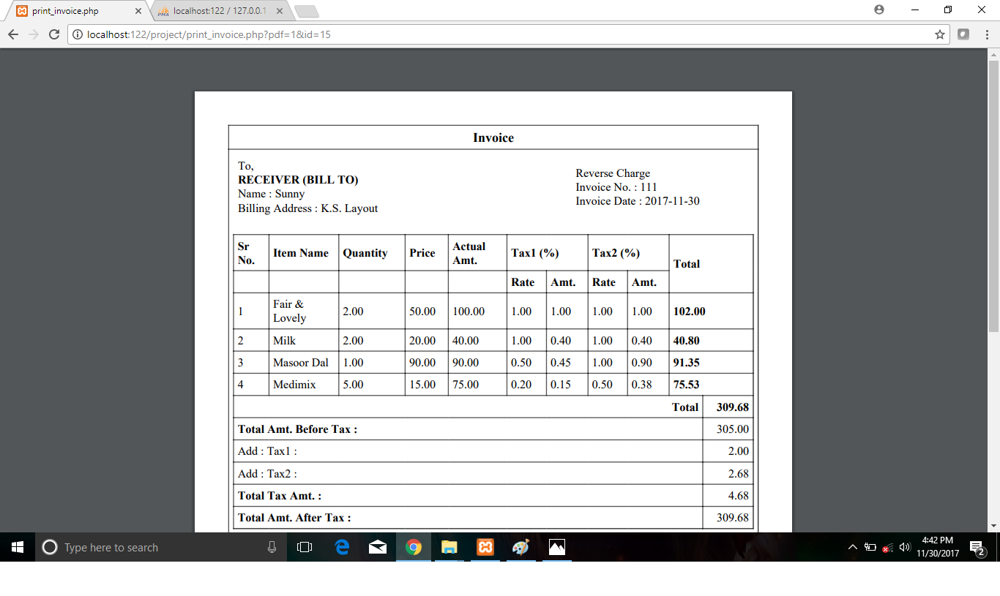 print_invoice.php
localhost:122 / 127.0.0.1
localhost:122/project/print_invoice.php?pdf=1&id=15
Invoice
To,
RECEIVER (BILL TO)
Name : Sunny
Billing Address : K.S. Layout
Reverse Charge
Invoice No. : 111
Invoice Date : 2017-11-30
Sr No. Item Name Quantity Price Actual Amt. Tax1 (%) Tax2 (%) Total
Rate Amt. Rate Amt.
1 Fair & Lovely 2.00 50.00 100.00 1.00 1.00 1.00 1.00 102.00
2 Milk 2.00 20.00 40.00 1.00 0.40 1.00 0.40 40.80
3 Masoor Dal 1.00 90.00 90.00 0.50 0.45 1.00 0.90 91.35
4 Medimix 5.00 15.00 75.00 0.20 0.15 0.50 0.38 75.53
Total 309.68
Total Amt. Before Tax : 305.00
Add : Tax1 : 2.00
Add : Tax2 : 2.68
Total Tax Amt. : 4.68
Total Amt. After Tax : 309.68
Type here to search
4:42 PM
11/30/2017
2